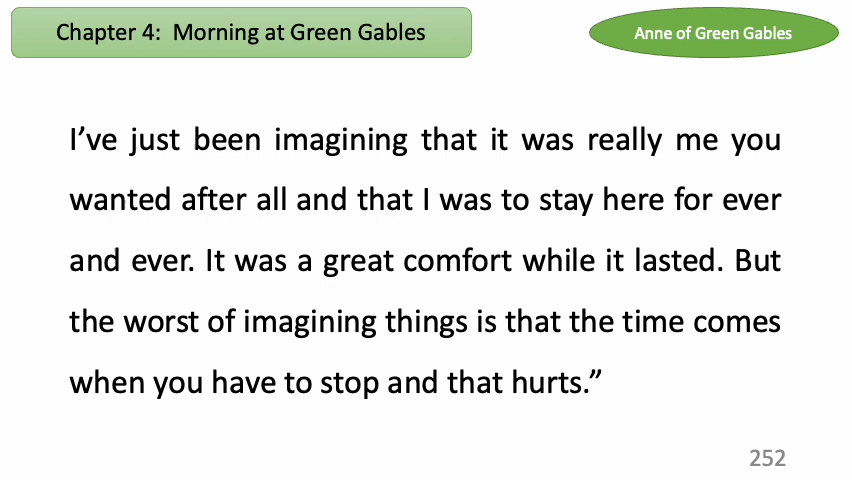 Chapter 4:  Morning at Green Gables
Anne of Green Gables
I’ve just been imagining that it was really me you
wanted after all and that I was to stay here for ever
and ever. It was a great comfort while it lasted. But
the worst of imagining things is that the time comes
when you have to stop and that hurts.”
252